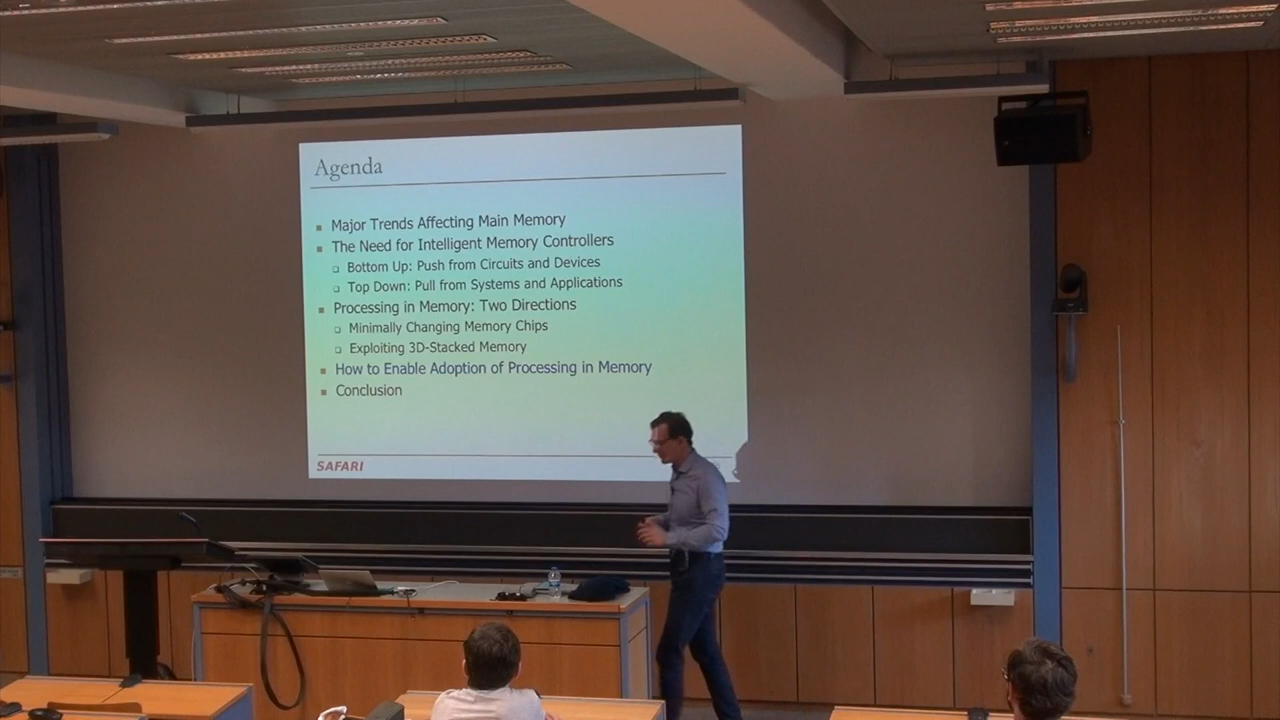 Agenda
Major Trends Affecting Main Memory
The Need for Intelligent Memory Controllers
Bottom Up: Push from Circuits and Devices
Top Down: Pull from Systems and Applications
Processing in Memory: Two Directions
Minimally Changing Memory Chips
Exploiting 3D-Stacked Memory
How to Enable Adoption of Processing in Memory
Conclusion
SAFARI